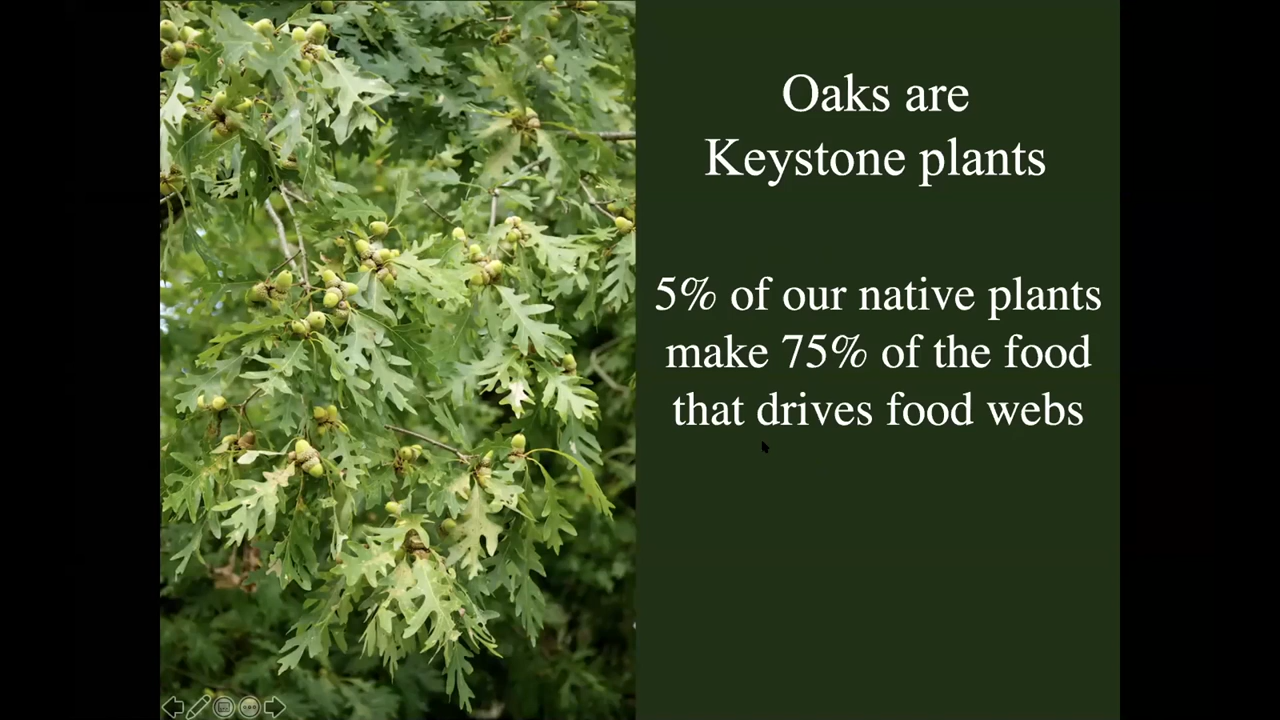 Oaks are
Keystone plants
5% of our native plants
make 75% of the food
that drives food webs